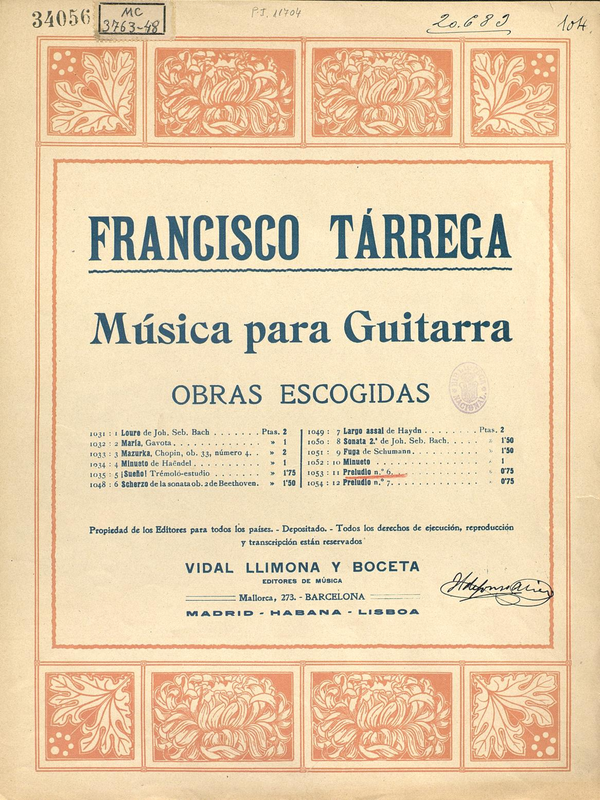 34056
MC
3763-48
PJ. 11704
20.683
104.
FRANCISCO TÁRREGA
Música para Guitarra
OBRAS ESCOGIDAS
1031 : 1 Loure de Joh. Seb. Bach . . . . . . . Ptas. 2
1032 : 2 María, Gavota . . . . . . . . . . . . . » 1
1033 : 3 Mazurka, Chopin, ob. 33, número 4. . . » 2
1034 : 4 Minueto de Haëndel . . . . . . . . . . » 1
1035 : 5 ¡Sueño! Trémoló-estudio . . . . . . . . » 1'75
1048 : 6 Scherzo de la sonata ob. 2 de Beethoven. » 1'50
1049 : 7 Largo assai de Haydn . . . . . . . Ptas. 2
1050 : 8 Sonata 2.ª de Joh. Seb. Bach. . . . . . » 1'50
1051 : 9 Fuga de Schumann. . . . . . . . . . . » 1'50
1052 : 10 Minueto . . . . . . . . . . . . . . . 1
1053 : 11 Preludio n.º 6. . . . . . . . . . . . » 0'75
1054 : 12 Preludio n.º 7. . . . . . . . . . . . » 0'75
Propiedad de los Editores para todos los países. - Depositado. - Todos los derechos de ejecución, reproducción
y transcripción están reservados
VIDAL LLIMONA Y BOCETA
EDITORES DE MÚSICA
Mallorca, 273. - BARCELONA
MADRID - HABANA - LISBOA